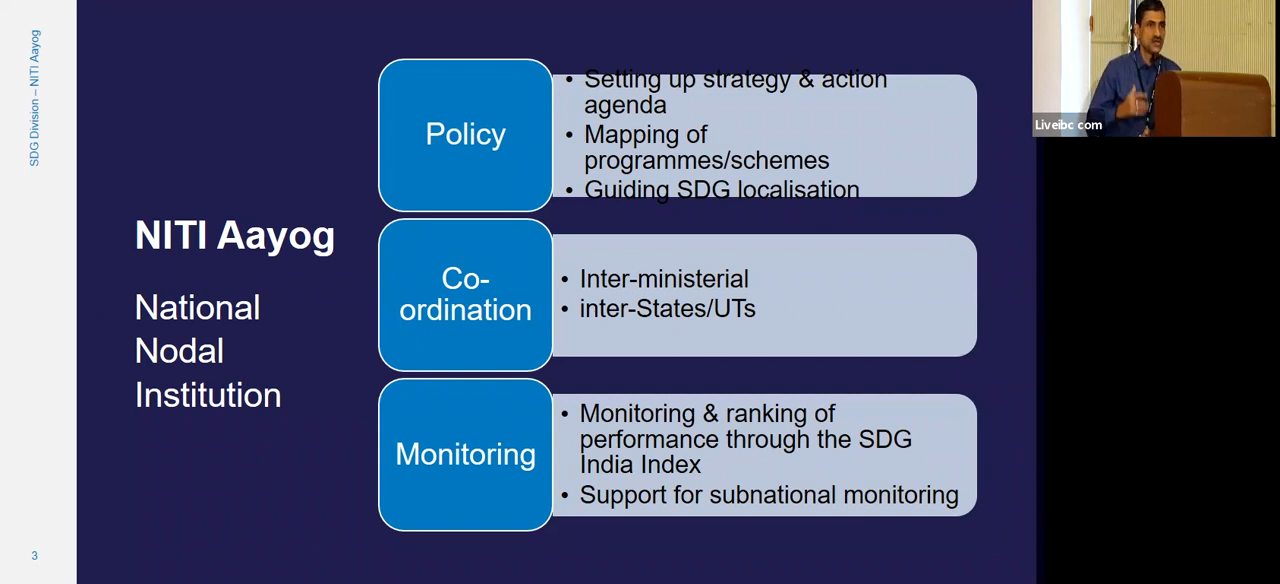 SDG Division – NITI Aayog
NITI Aayog
National
Nodal
Institution
Policy
• Setting up strategy & action
agenda
• Mapping of
programmes/schemes
• Guiding SDG localisation
Co-
ordination
• Inter-ministerial
• inter-States/UTs
Monitoring
• Monitoring & ranking of
performance through the SDG
India Index
• Support for subnational monitoring
3
Liveibc com